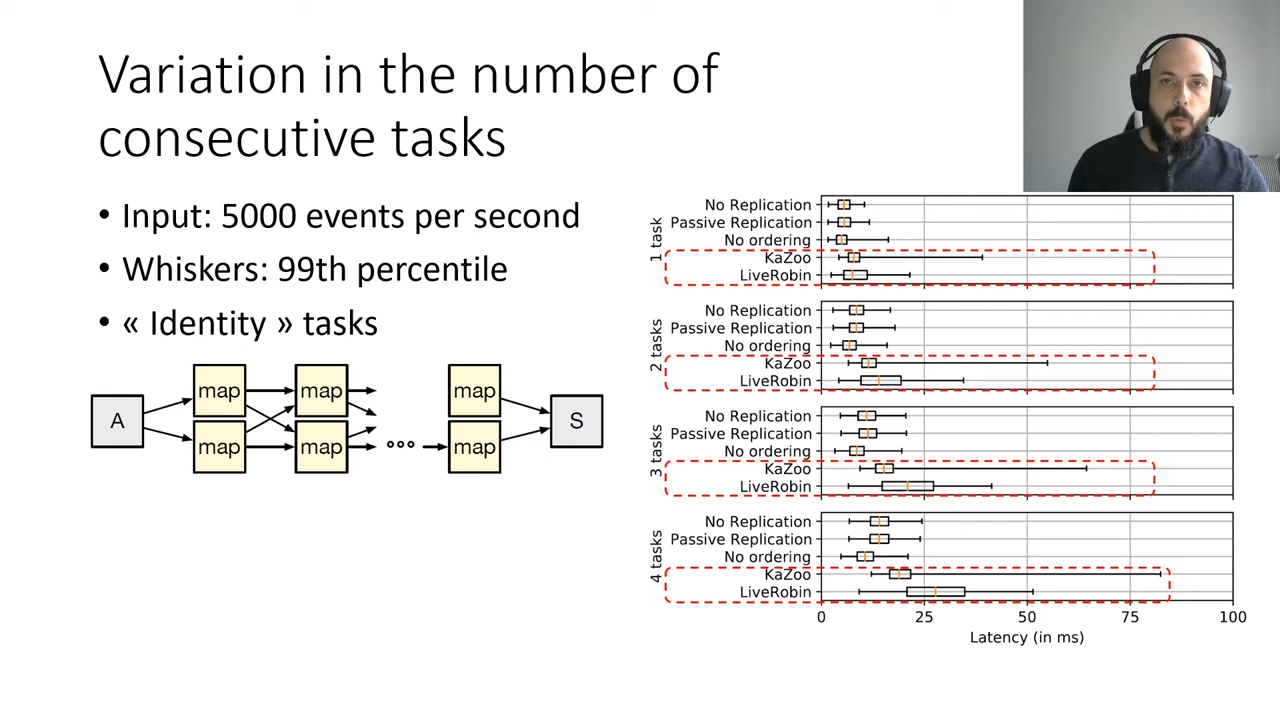 Variation in the number of
consecutive tasks
• Input: 5000 events per second
• Whiskers: 99th percentile
• « Identity » tasks
A
map
map
map
map
map
map
S
1 task
No Replication
Passive Replication
No ordering
KaZoo
LiveRobin
2 tasks
No Replication
Passive Replication
No ordering
KaZoo
LiveRobin
3 tasks
No Replication
Passive Replication
No ordering
KaZoo
LiveRobin
4 tasks
No Replication
Passive Replication
No ordering
KaZoo
LiveRobin
0 25 50 75 100
Latency (in ms)